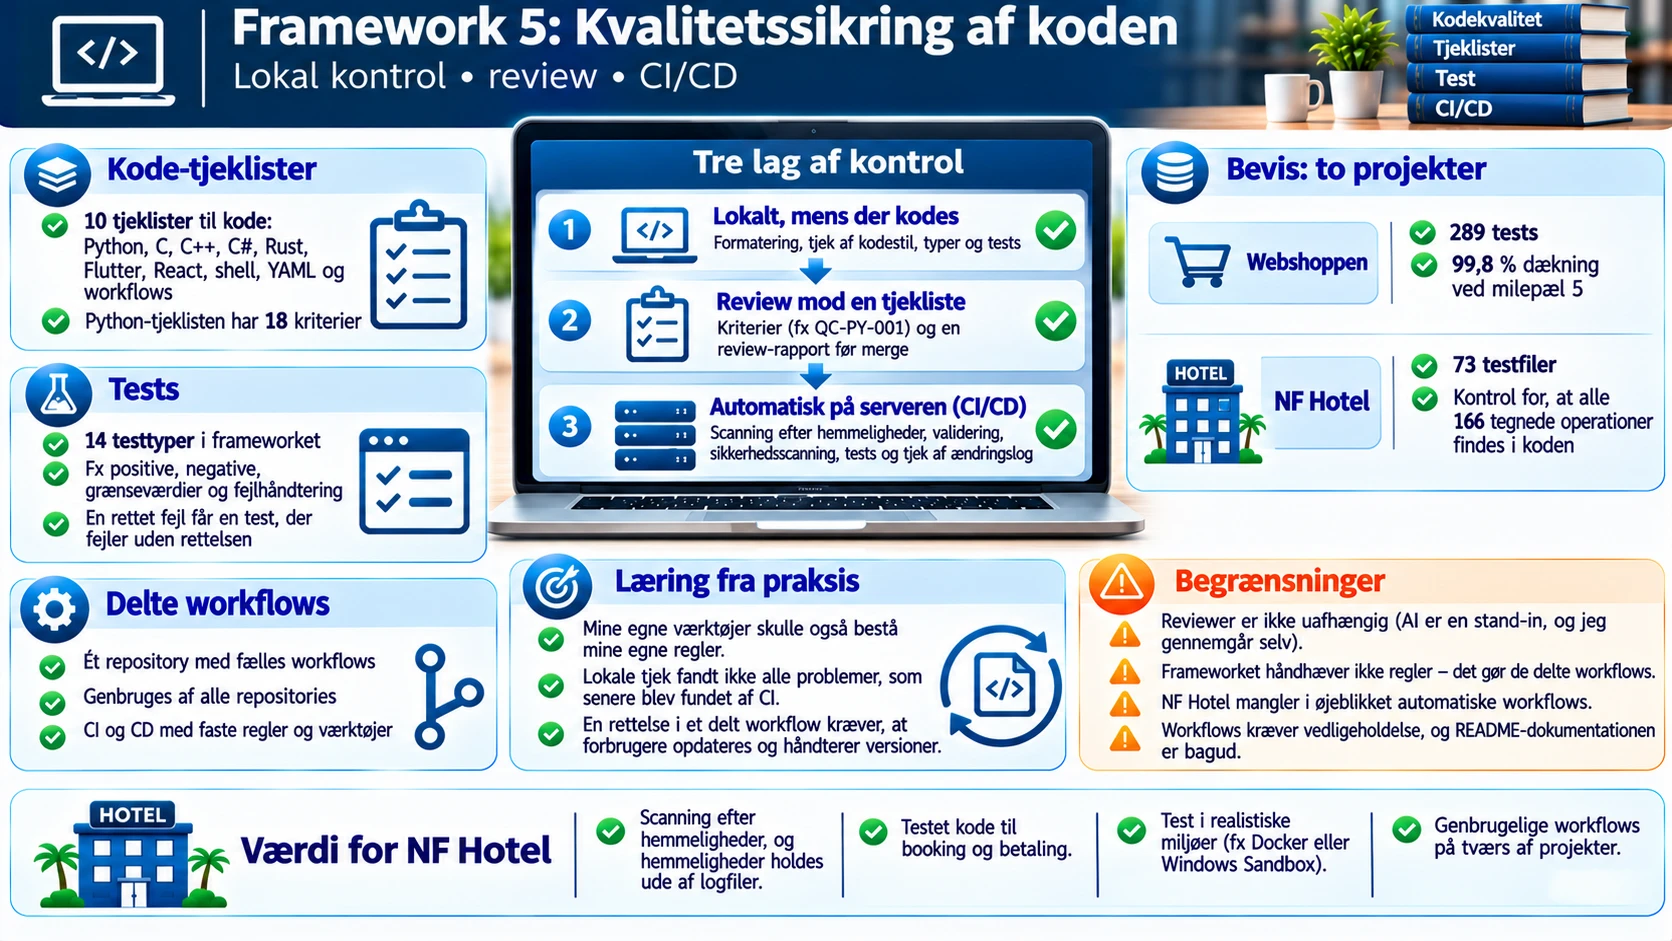 Framework 5: Kvalitetssikring af koden
Lokal kontrol • review • CI/CD
Kodekvalitet
Tjeklister
Test
CI/CD
Kode-tjeklister
10 tjeklister til kode:
Python, C, C++, C#, Rust,
Flutter, React, shell, YAML og
workflows
Python-tjeklisten har 18 kriterier
Tests
14 testtyper i frameworket
Fx positive, negative,
grænseværdier og fejlhåndtering
En rettet fejl får en test, der
fejler uden rettelsen
Delte workflows
Ét repository med fælles workflows
Genbruges af alle repositories
CI og CD med faste regler og værktøjer
Tre lag af kontrol
1
Lokalt, mens der kodes
Formatering, tjek af kodestil, typer og tests
2
Review mod en tjekliste
Kriterier (fx QC-PY-001) og en
review-rapport før merge
3
Automatisk på serveren (CI/CD)
Scanning efter hemmeligheder, validering,
sikkerhedsscanning, tests og tjek af ændringslog
Bevis: to projekter
Webshoppen
289 tests
99,8 % dækning
ved milepæl 5
HOTEL
NF Hotel
73 testfiler
Kontrol for, at alle
166 tegnede operationer
findes i koden
Læring fra praksis
Mine egne værktøjer skulle også bestå
mine egne regler.
Lokale tjek fandt ikke alle problemer, som
senere blev fundet af CI.
En rettelse i et delt workflow kræver, at
forbrugere opdateres og håndterer versioner.
Begrænsninger
Reviewer er ikke uafhængig (AI er en stand-in, og jeg
gennemgår selv).
Frameworket håndhæver ikke regler – det gør de delte workflows.
NF Hotel mangler i øjeblikket automatiske workflows.
Workflows kræver vedligeholdelse, og README-dokumentationen
er bagud.
HOTEL
Værdi for NF Hotel
Scanning efter
hemmeligheder, og
hemmeligheder holdes
ude af logfiler.
Testet kode til
booking og betaling.
Test i realistiske
miljøer (fx Docker eller
Windows Sandbox).
Genbrugelige workflows
på tværs af projekter.